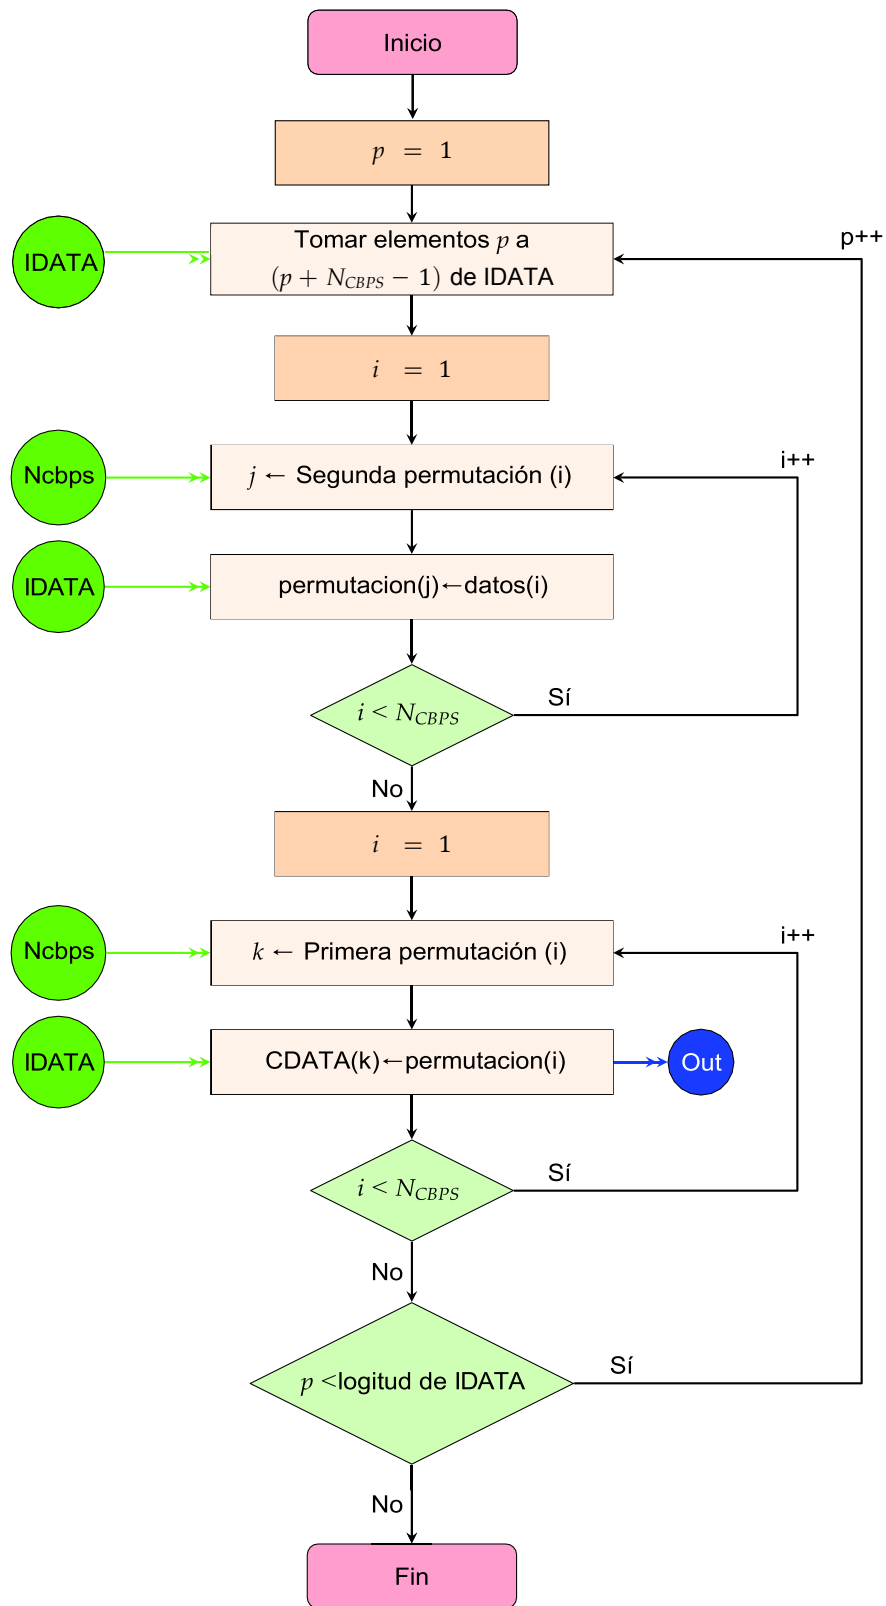 Inicio
p = 1
p++
IDATA
Tomar elementos p a
(p + N_CBPS − 1) de IDATA
i = 1
i++
Ncbps
j ← Segunda permutación (i)
IDATA
permutacion(j)←datos(i)
i < N_CBPS
Sí
No
i = 1
i++
Ncbps
k ← Primera permutación (i)
IDATA
CDATA(k)←permutacion(i)
Out
i < N_CBPS
Sí
No
p <logitud de IDATA
Sí
No
Fin